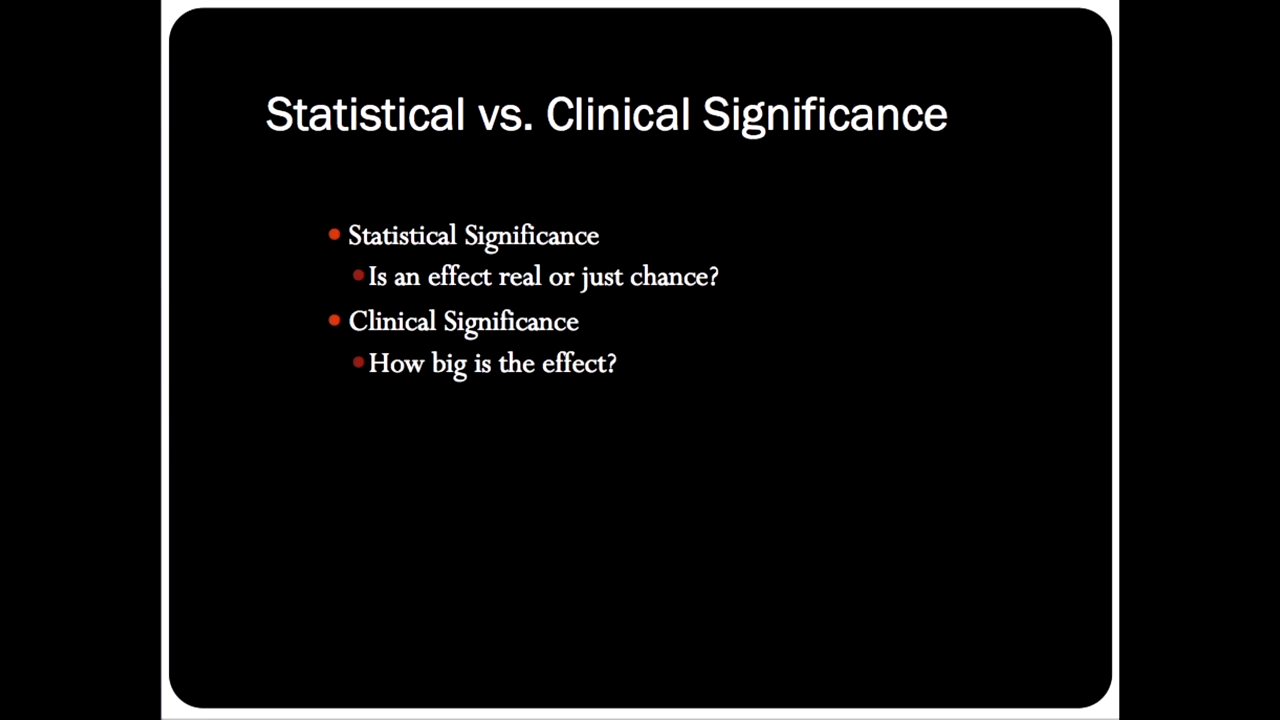 Statistical vs. Clinical Significance
• Statistical Significance
• Is an effect real or just chance?
• Clinical Significance
• How big is the effect?